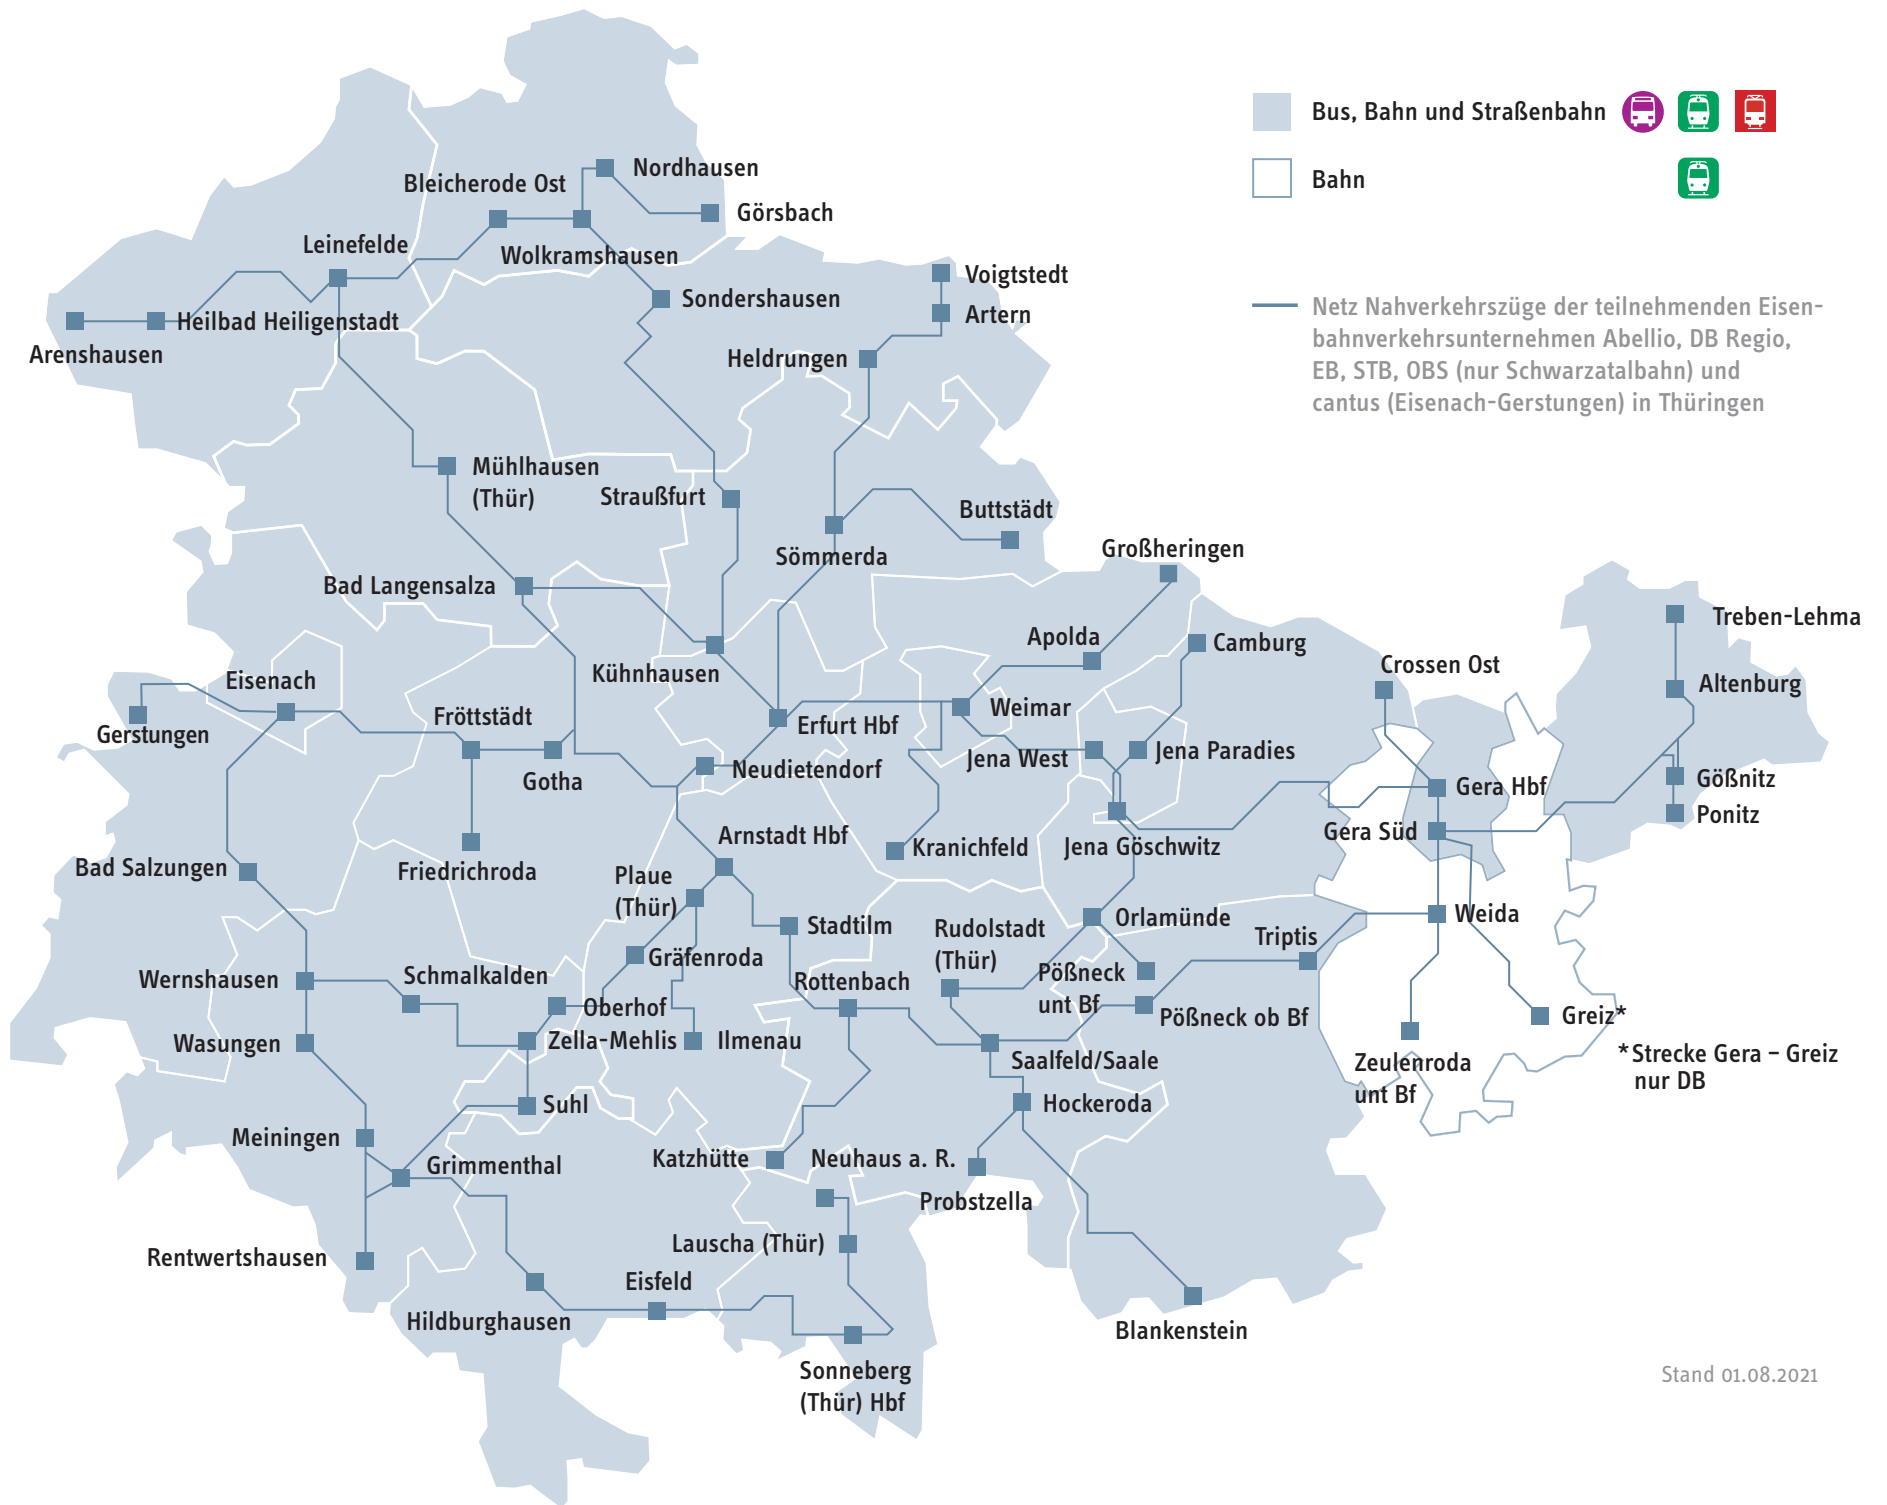 Bus, Bahn und Straßenbahn
Bahn
Netz Nahverkehrszüge der teilnehmenden Eisen-
bahnverkehrsunternehmen Abellio, DB Regio,
EB, STB, OBS (nur Schwarzatalbahn) und
cantus (Eisenach-Gerstungen) in Thüringen
Nordhausen
Bleicherode Ost
Görsbach
Leinefelde
Wolkramshausen
Voigtstedt
Sondershausen
Artern
Heilbad Heiligenstadt
Arenshausen
Heldrungen
Mühlhausen
(Thür)
Straußfurt
Buttstädt
Sömmerda
Großheringen
Bad Langensalza
Treben-Lehma
Apolda
Camburg
Crossen Ost
Kühnhausen
Eisenach
Altenburg
Weimar
Fröttstädt
Erfurt Hbf
Gerstungen
Jena West
Jena Paradies
Neudietendorf
Gotha
Gößnitz
Gera Hbf
Ponitz
Arnstadt Hbf
Gera Süd
Kranichfeld
Jena Göschwitz
Bad Salzungen
Friedrichroda
Plaue
(Thür)
Stadtilm
Orlamünde
Weida
Rudolstadt
(Thür)
Triptis
Gräfenroda
Pößneck
unt Bf
Wernshausen
Schmalkalden
Rottenbach
Oberhof
Pößneck ob Bf
Greiz*
Wasungen
Zella-Mehlis
Ilmenau
Saalfeld/Saale
Zeulenroda
unt Bf
*Strecke Gera – Greiz
nur DB
Suhl
Hockeroda
Meiningen
Grimmenthal
Katzhütte
Neuhaus a. R.
Probstzella
Lauscha (Thür)
Rentwertshausen
Eisfeld
Hildburghausen
Blankenstein
Sonneberg
(Thür) Hbf
Stand 01.08.2021